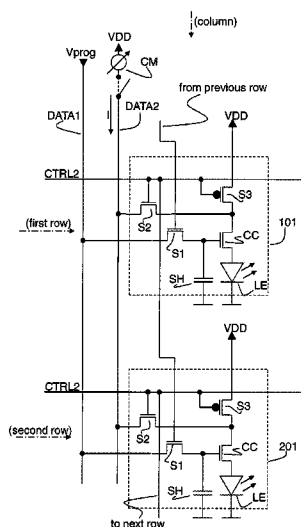 (column)
Vprog
VDD
CM
from previous row
DATA1
I
DATA2
VDD
CTRL2
S3
S2
(first row)
101
CC
S1
SH
LE
VDD
CTRL2
S3
S2
(second row)
201
CC
S1
SH
LE
to next row